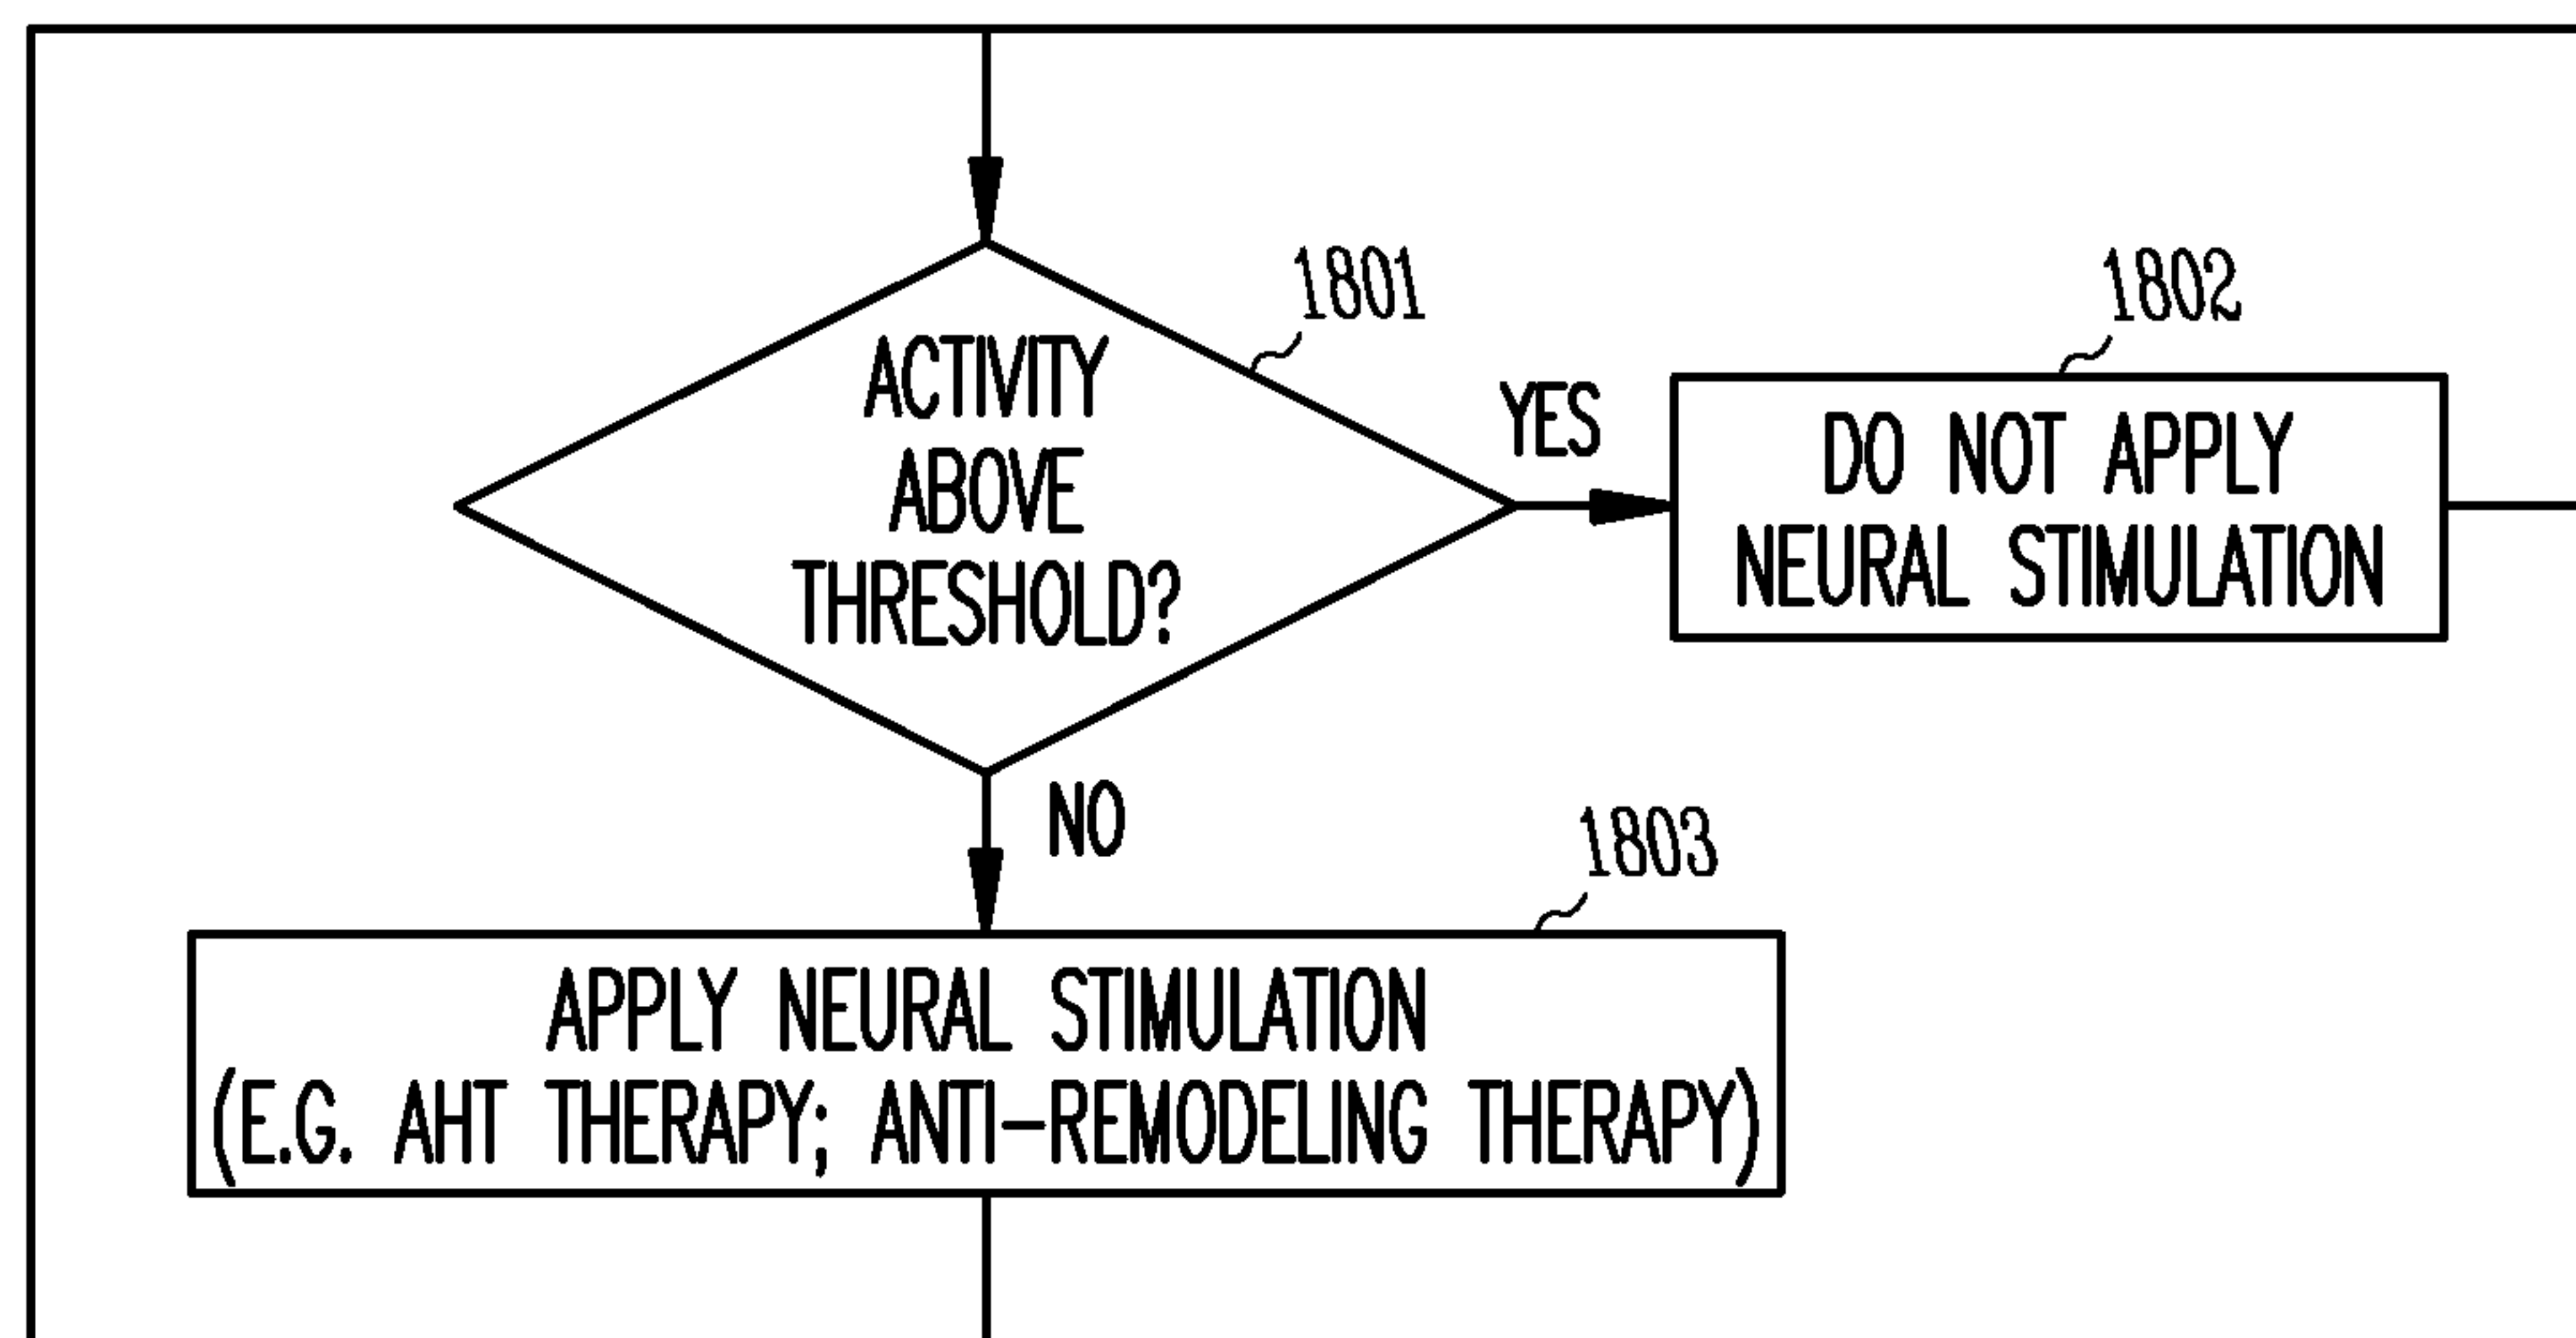 1801
ACTIVITY
ABOVE
THRESHOLD?
YES
1802
DO NOT APPLY
NEURAL STIMULATION
NO
1803
APPLY NEURAL STIMULATION
(E.G. AHT THERAPY; ANTI-REMODELING THERAPY)